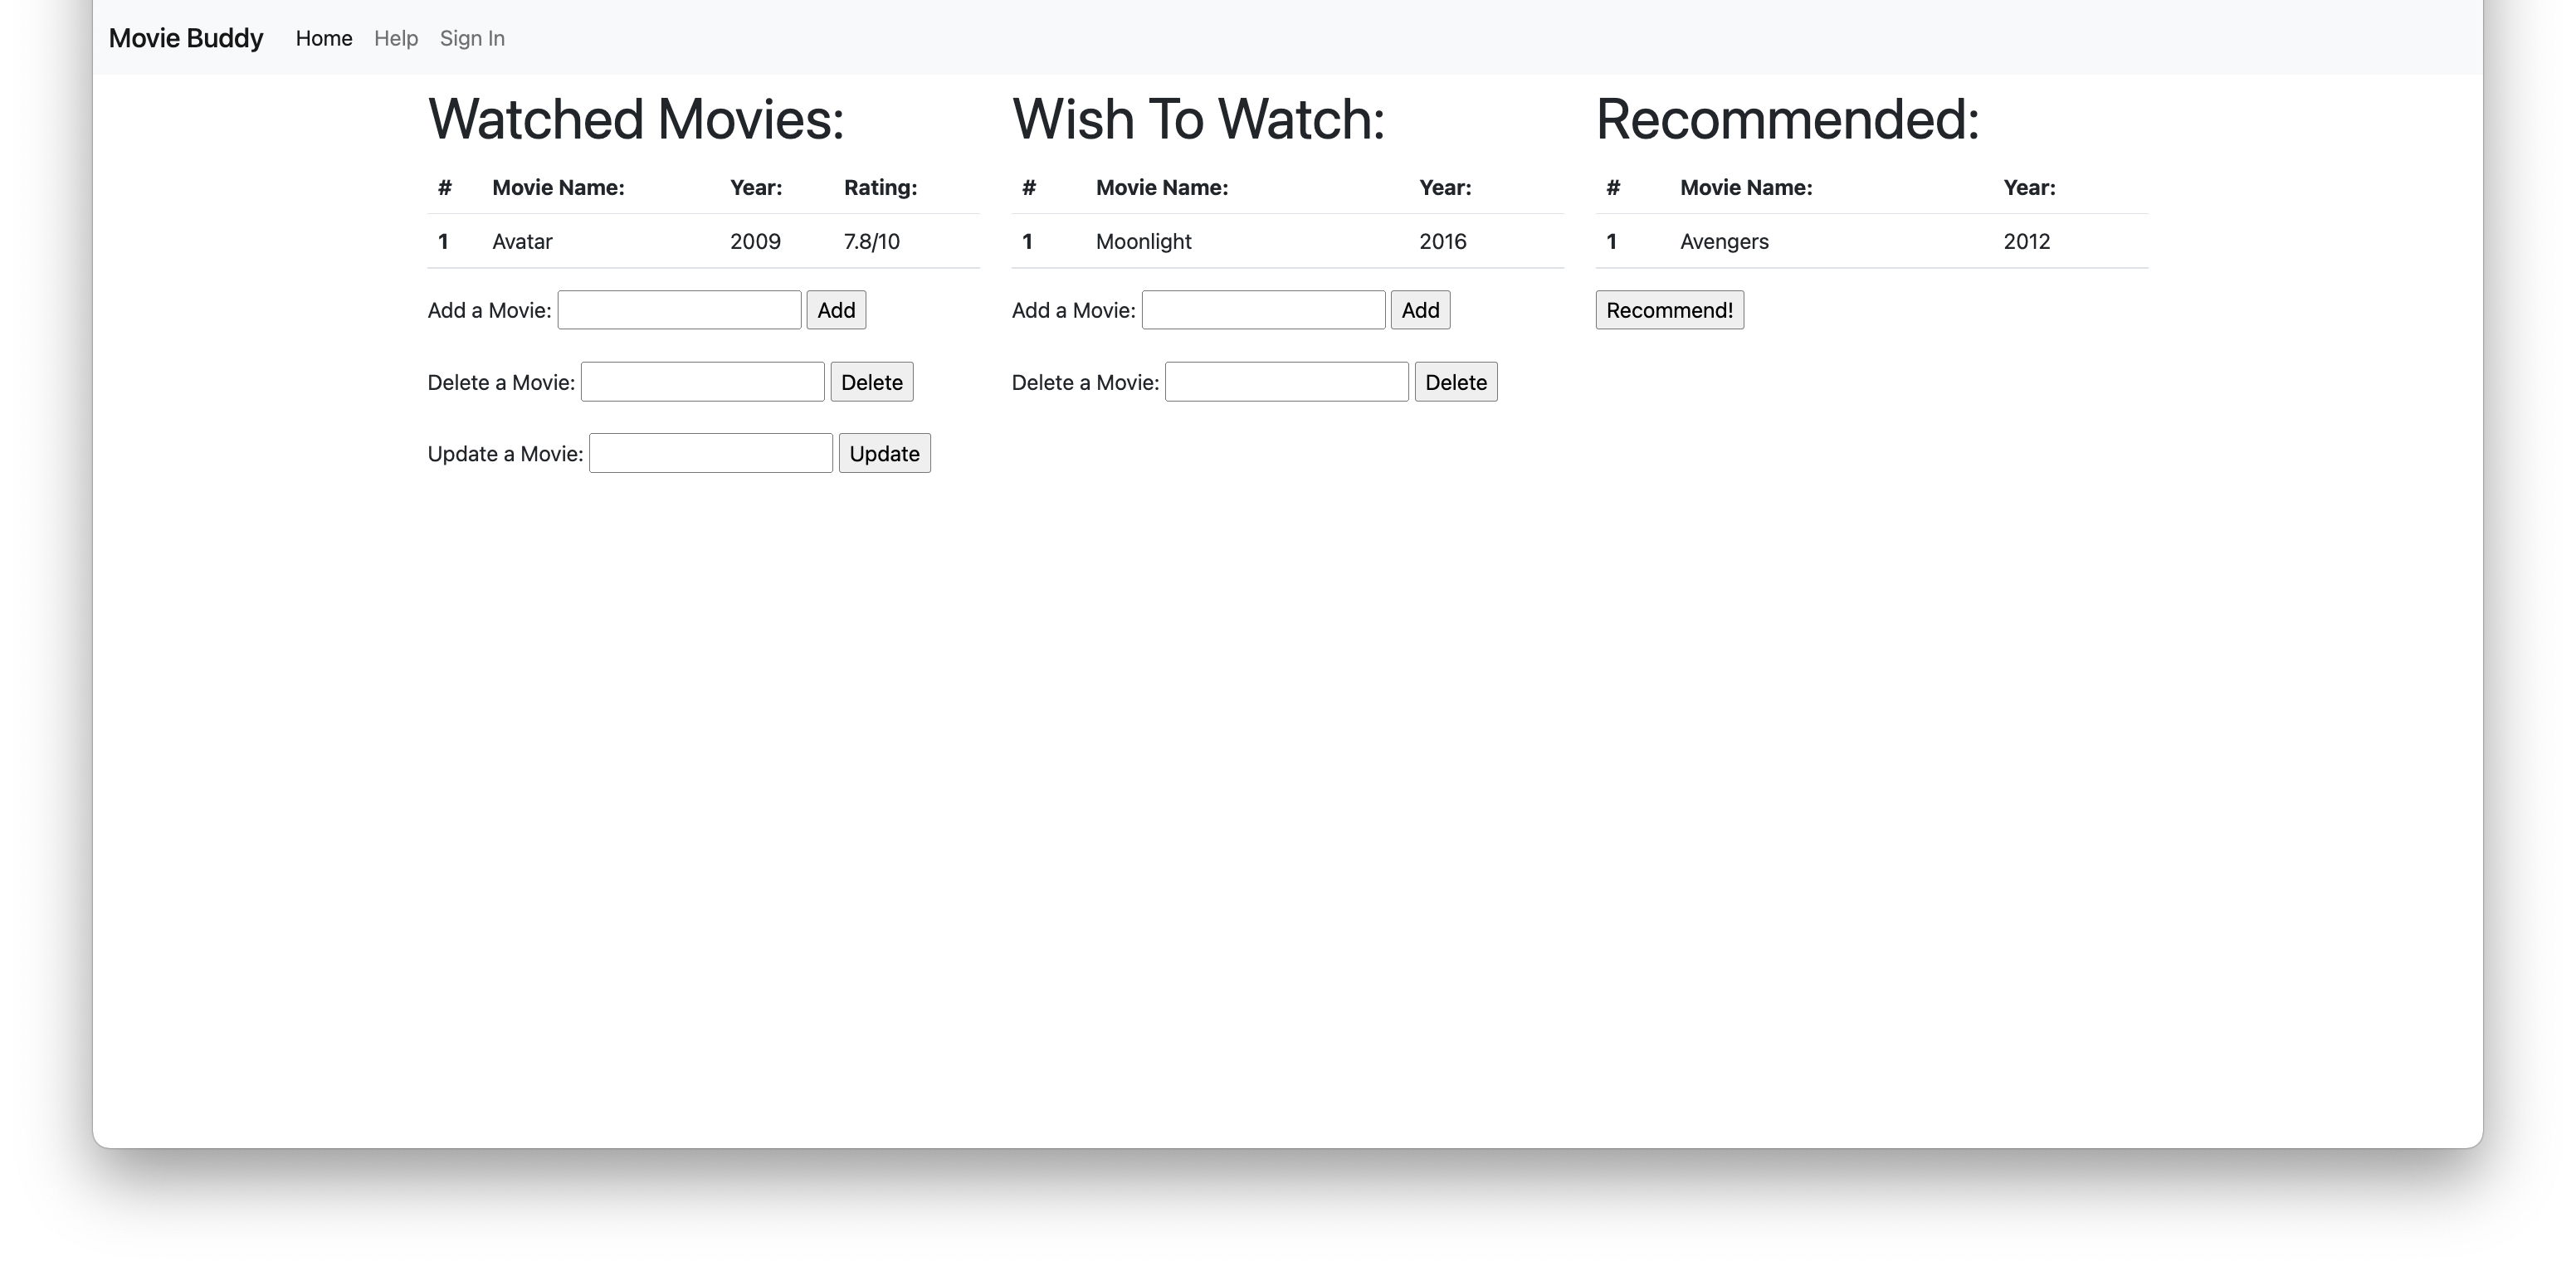 Movie Buddy Home Help Sign In
Watched Movies:
# Movie Name: Year: Rating:
1 Avatar 2009 7.8/10
Add a Movie: Add
Delete a Movie: Delete
Update a Movie: Update
Wish To Watch:
# Movie Name: Year:
1 Moonlight 2016
Add a Movie: Add
Delete a Movie: Delete
Recommended:
# Movie Name: Year:
1 Avengers 2012
Recommend!